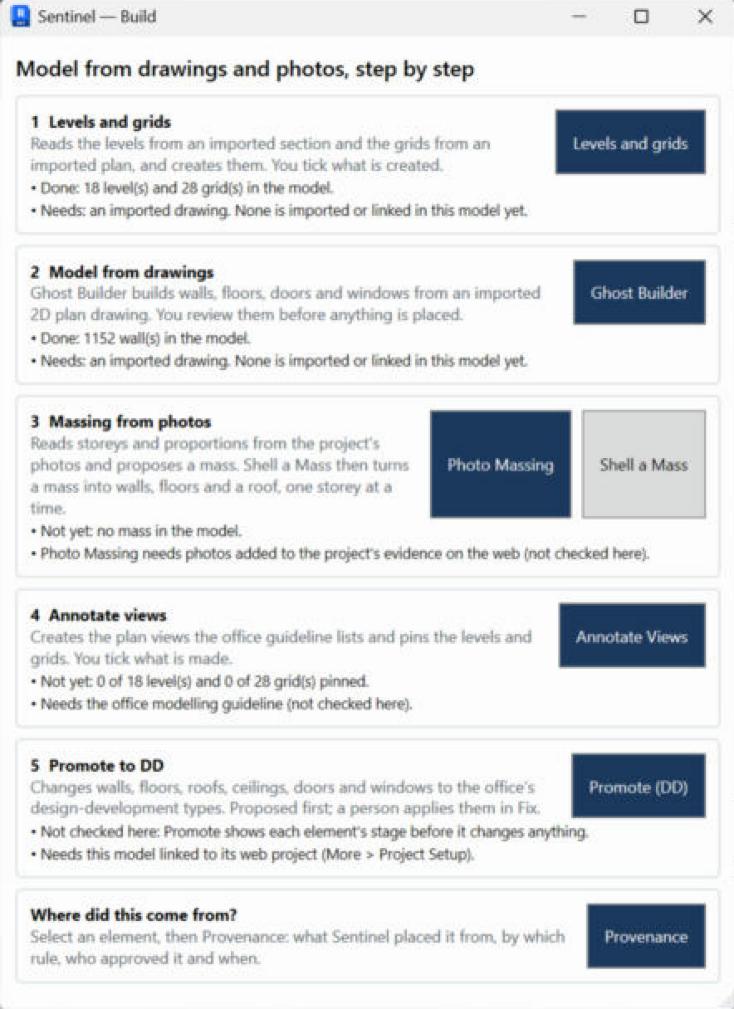 Sentinel — Build
Model from drawings and photos, step by step
1 Levels and grids
Reads the levels from an imported section and the grids from an
imported plan, and creates them. You tick what is created.
• Done: 18 level(s) and 28 grid(s) in the model.
• Needs: an imported drawing. None is imported or linked in this model yet.
Levels and grids
2 Model from drawings
Ghost Builder builds walls, floors, doors and windows from an imported
2D plan drawing. You review them before anything is placed.
• Done: 1152 wall(s) in the model.
• Needs: an imported drawing. None is imported or linked in this model yet.
Ghost Builder
3 Massing from photos
Reads storeys and proportions from the project's
photos and proposes a mass. Shell a Mass then turns
a mass into walls, floors and a roof, one storey at a
time.
• Not yet: no mass in the model.
• Photo Massing needs photos added to the project's evidence on the web (not checked here).
Photo Massing
Shell a Mass
4 Annotate views
Creates the plan views the office guideline lists and pins the levels and
grids. You tick what is made.
• Not yet: 0 of 18 level(s) and 0 of 28 grid(s) pinned.
• Needs the office modelling guideline (not checked here).
Annotate Views
5 Promote to DD
Changes walls, floors, roofs, ceilings, doors and windows to the office's
design-development types. Proposed first; a person applies them in Fix.
• Not checked here: Promote shows each element's stage before it changes anything.
• Needs this model linked to its web project (More > Project Setup).
Promote (DD)
Where did this come from?
Select an element, then Provenance: what Sentinel placed it from, by which
rule, who approved it and when.
Provenance